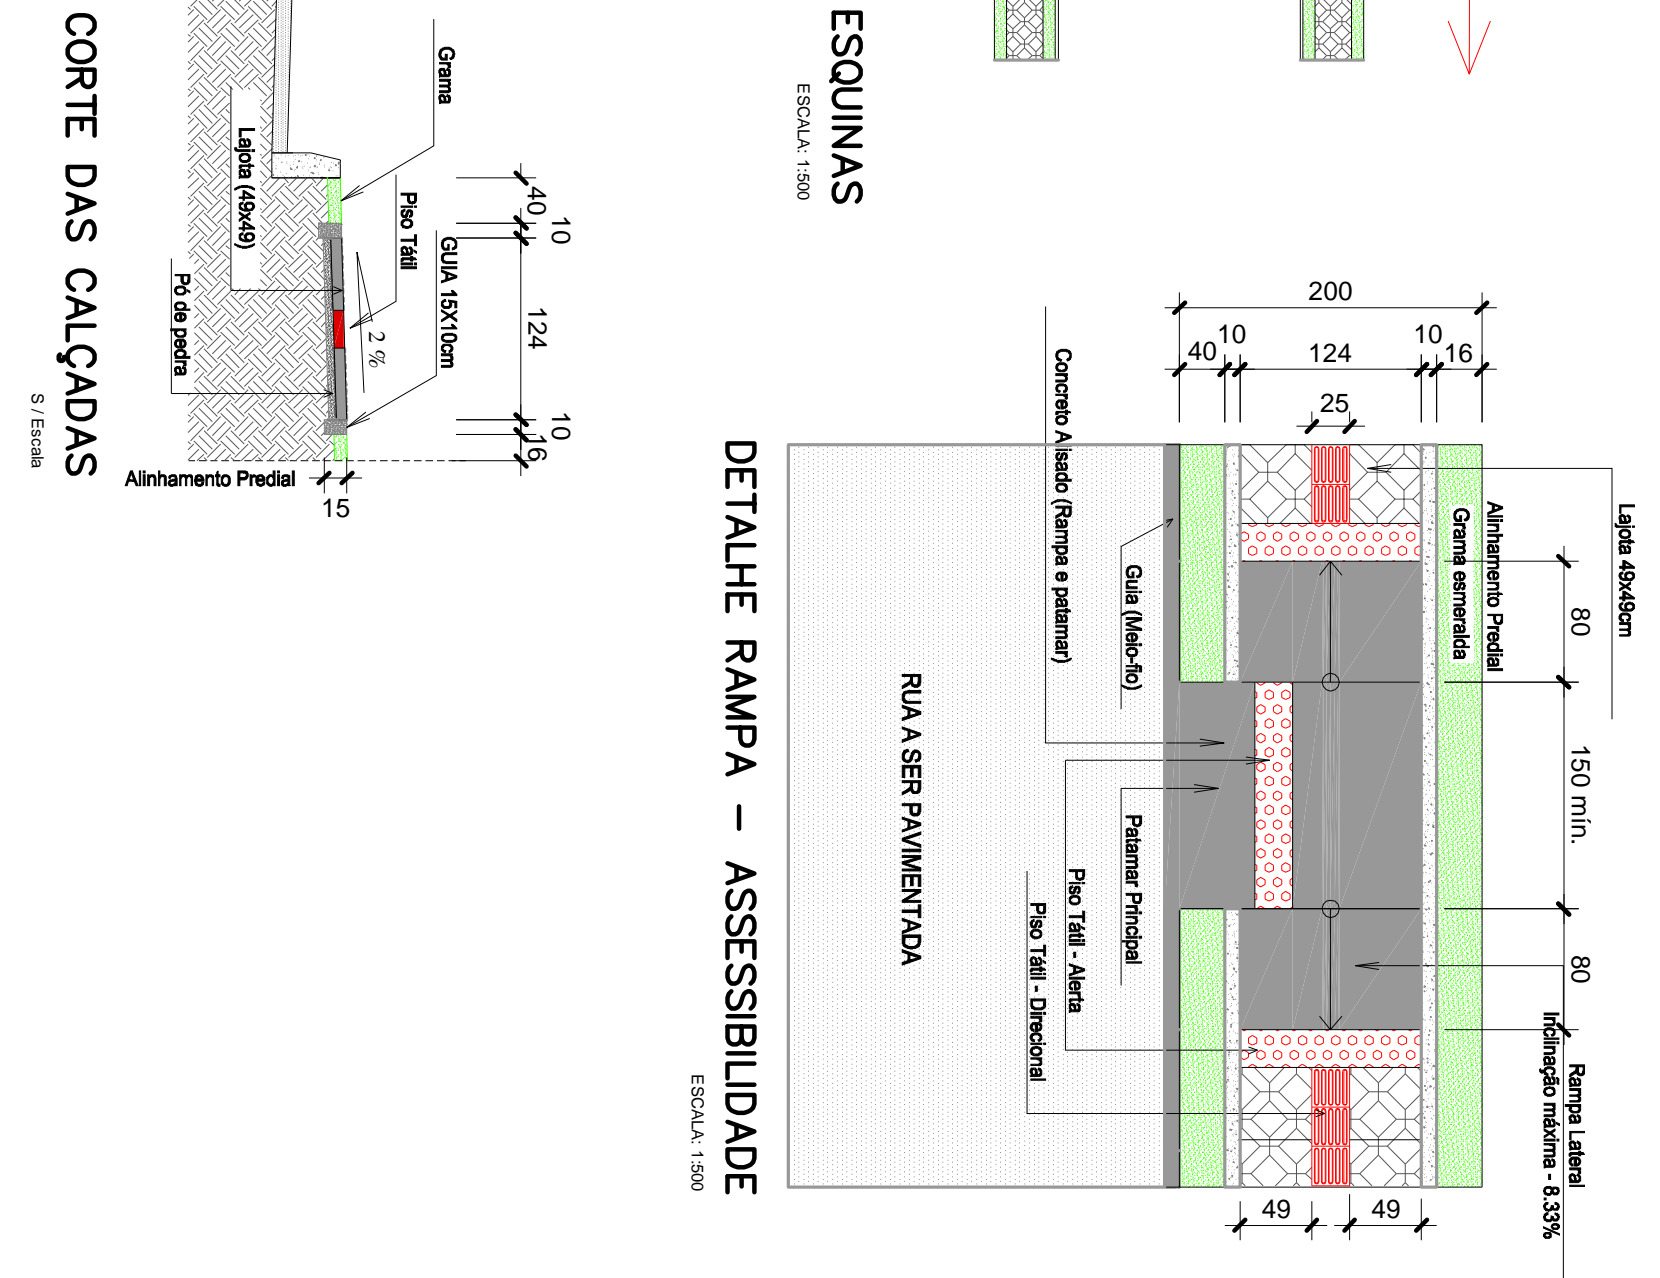 ESQUINAS
ESCALA: 1:500
Grama
Lajota (49x49)
Piso Tátil
GUIA 15X10cm
Pó de pedra
2 %
40
10
124
10
16
15
Alinhamento Predial
CORTE DAS CALÇADAS
S / Escala
200
40
10
124
10
16
25
Lajota 49x49cm
Alinhamento Predial
Grama esmeralda
80
150 mín.
80
Concreto Alisado (Rampa e patamar)
Guia (Meio-fio)
Patamar Principal
Piso Tátil - Alerta
Piso Tátil - Direcional
Rampa Lateral
Inclinação máxima - 8.33%
49
49
RUA A SER PAVIMENTADA
DETALHE RAMPA – ASSESSIBILIDADE
ESCALA: 1:500